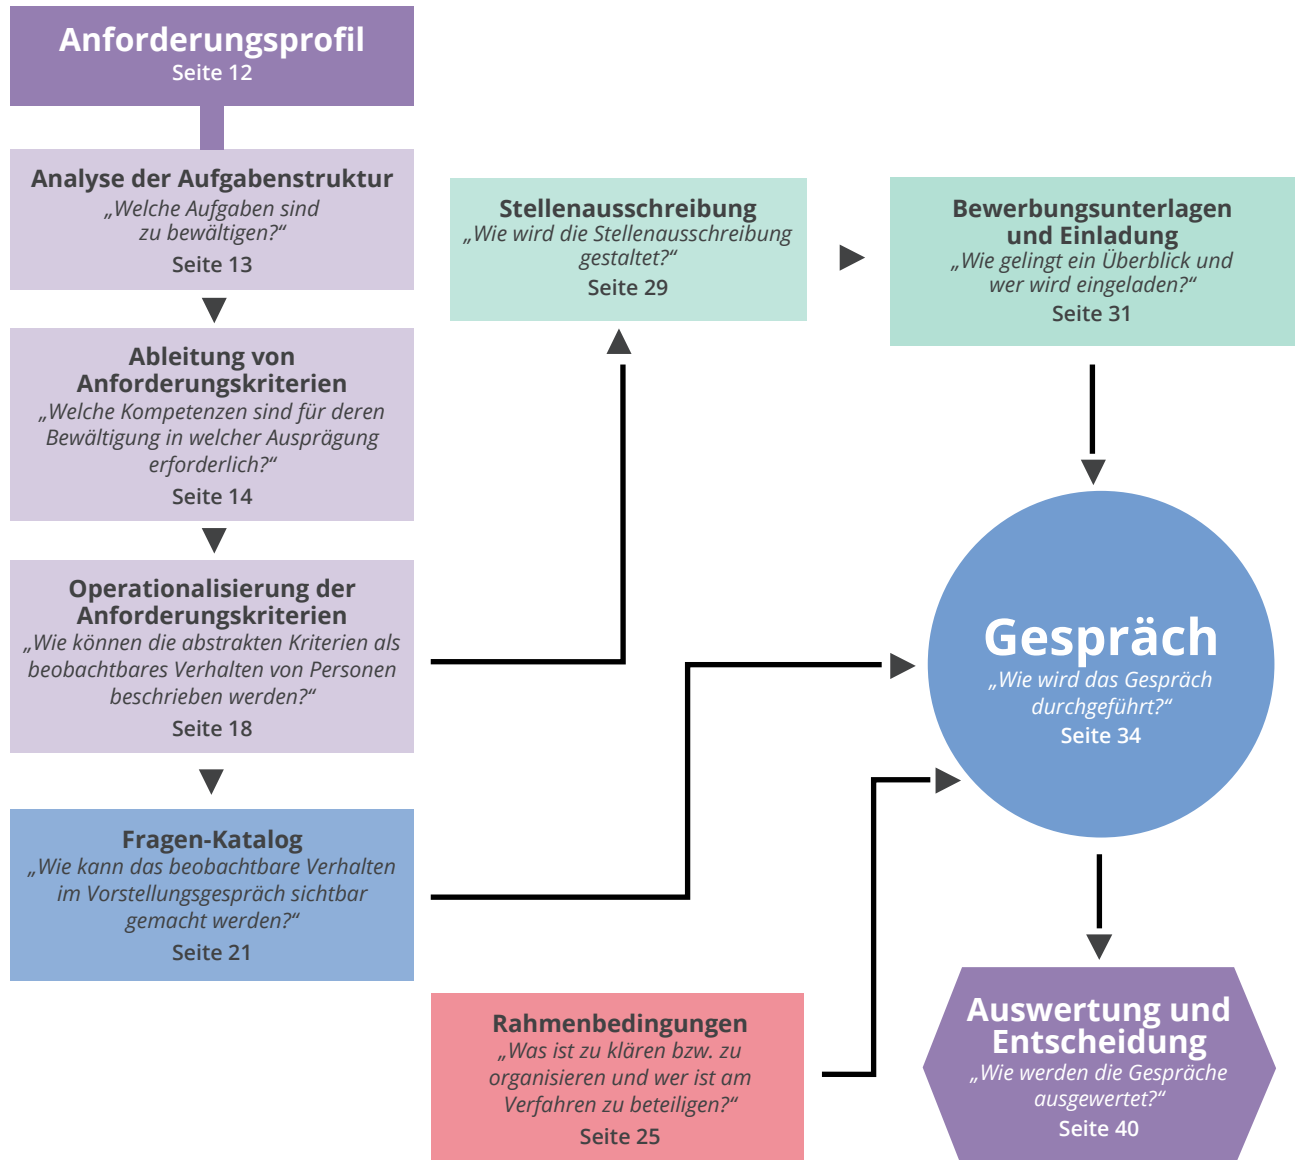 Anforderungsprofil
Seite 12
Analyse der Aufgabenstruktur
„Welche Aufgaben sind
zu bewältigen?“
Seite 13
Ableitung von
Anforderungskriterien
„Welche Kompetenzen sind für deren
Bewältigung in welcher Ausprägung
erforderlich?“
Seite 14
Operationalisierung der
Anforderungskriterien
„Wie können die abstrakten Kriterien als
beobachtbares Verhalten von Personen
beschrieben werden?“
Seite 18
Fragen-Katalog
„Wie kann das beobachtbare Verhalten
im Vorstellungsgespräch sichtbar
gemacht werden?“
Seite 21
Stellenausschreibung
„Wie wird die Stellenausschreibung
gestaltet?“
Seite 29
Bewerbungsunterlagen
und Einladung
„Wie gelingt ein Überblick und
wer wird eingeladen?“
Seite 31
Gespräch
„Wie wird das Gespräch
durchgeführt?“
Seite 34
Rahmenbedingungen
„Was ist zu klären bzw. zu
organisieren und wer ist am
Verfahren zu beteiligen?“
Seite 25
Auswertung und
Entscheidung
„Wie werden die Gespräche
ausgewertet?“
Seite 40